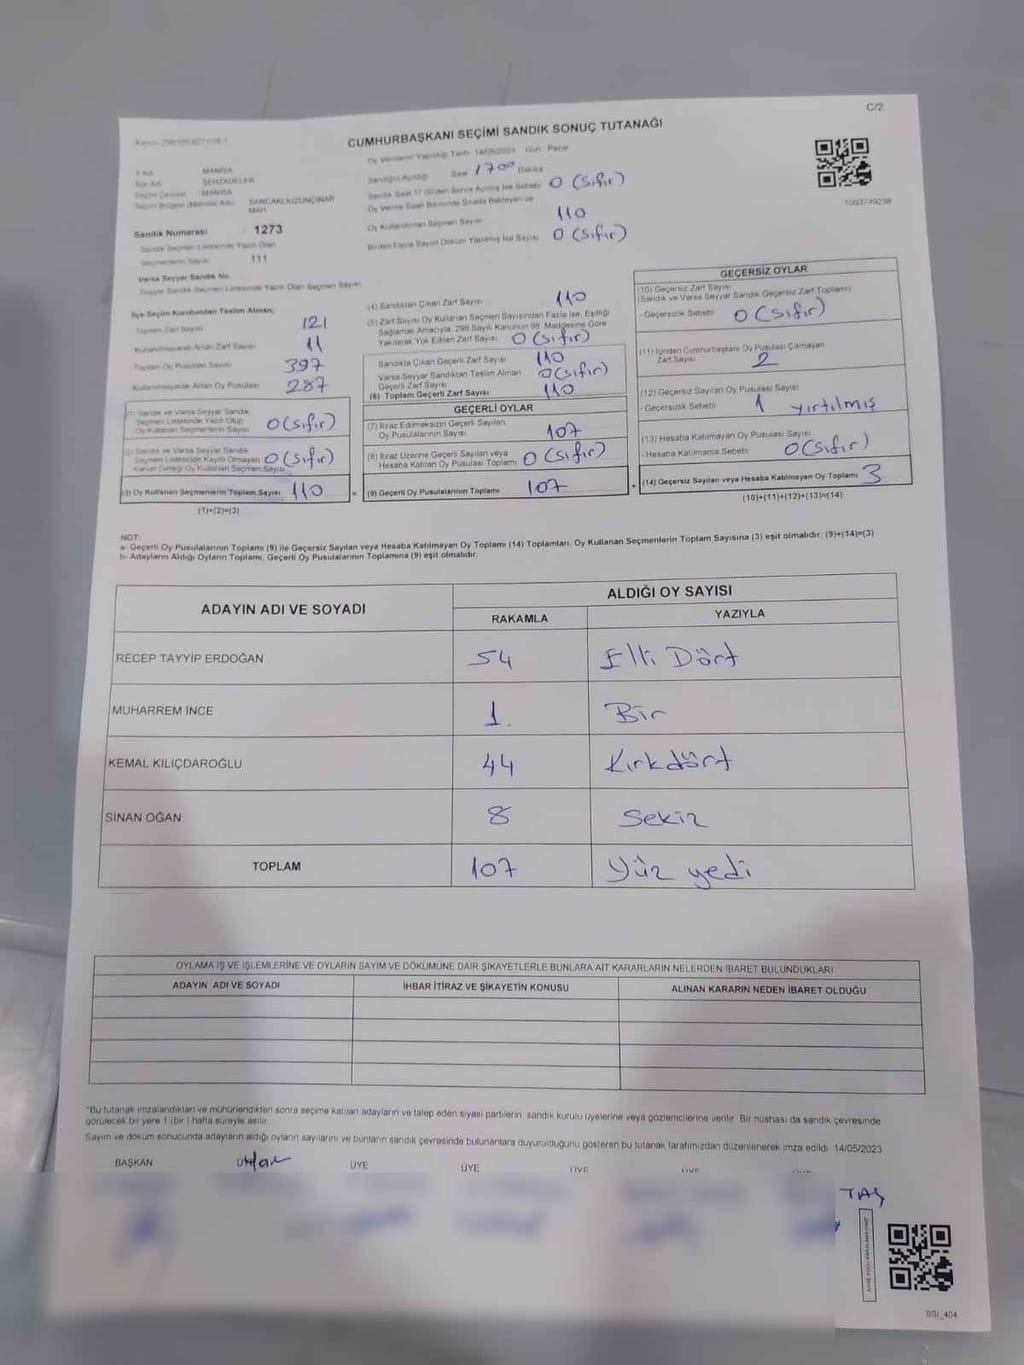 C/2
CUMHURBAŞKANI SEÇİMİ SANDIK SONUÇ TUTANAĞI
Oy Vermenin Yapıldığı Tarih 14/05/2023 Gün Pazar
İl Adı MANİSA
İlçe Adı ŞEHZADELER
Seçim Çevresi MANİSA
SANCAKLIUZUNÇINAR MAH
Sandık Numarası 1273
Sandık Seçmen Listesinde Yazılı Olan Seçmenlerin Sayısı 111
Sandığın Açıldığı Saat 17:00 Dakika
Sandık Saat 17:00'den Sonra Açılmış İse Sebebi 0 (Sıfır)
Oy Verme Saati Bitiminde Sırada Bekleyen ve
Oy Kullandırılan Seçmen Sayısı 110
Birden Fazla Sayım Döküm Yapılmış İse Sayısı 0 (Sıfır)
1093749298
Varsa Seyyar Sandık No
Seyyar Sandık Seçmen Listesinde Yazılı Olan Seçmen Sayısı
İlçe Seçim Kurulundan Teslim Alınan;
Toplam Zarf Sayısı 121
Kullanılmayarak Artan Zarf Sayısı 11
Toplam Oy Pusulası Sayısı 397
Kullanılmayarak Artan Oy Pusulası 287
(1) Sandık ve Varsa Seyyar Sandık
Seçmen Listesinde Yazılı Olup
Oy Kullanan Seçmenlerin Sayısı 0 (Sıfır)
(2) Sandık ve Varsa Seyyar Sandık
Seçmen Listesinde Kayıtlı Olmayan
Kanun Gereği Oy Kullanan Seçmen Sayısı 0 (Sıfır)
(3) Oy Kullanan Seçmenlerin Toplam Sayısı 110
(1)+(2)=(3)
(4) Sandıktan Çıkan Zarf Sayısı 110
(5) Zarf Sayısı Oy Kullanan Seçmen Sayısından Fazla İse, Eşitliği
Sağlamak Amacıyla, 298 Sayılı Kanunun 98. Maddesine Göre
Yakılarak Yok Edilen Zarf Sayısı 0 (Sıfır)
Sandıkta Çıkan Geçerli Zarf Sayısı 110
Varsa Seyyar Sandıktan Teslim Alınan
Geçerli Zarf Sayısı 0 (Sıfır)
(6) Toplam Geçerli Zarf Sayısı 110
GEÇERLİ OYLAR
(7) İtiraz Edilmeksizin Geçerli Sayılan
Oy Pusulalarının Sayısı 107
(8) İtiraz Üzerine Geçerli Sayılan veya
Hesaba Katılan Oy Pusulası Toplamı 0 (Sıfır)
= (9) Geçerli Oy Pusulalarının Toplamı 107 +
GEÇERSİZ OYLAR
(10) Geçersiz Zarf Sayısı
(Sandık ve Varsa Seyyar Sandık Geçersiz Zarf Toplamı)
- Geçersizlik Sebebi 0 (Sıfır)
(11) İçinden Cumhurbaşkanı Oy Pusulası Çıkmayan
Zarf Sayısı 2
(12) Geçersiz Sayılan Oy Pusulası Sayısı
- Geçersizlik Sebebi 1 yırtılmış
(13) Hesaba Katılmayan Oy Pusulası Sayısı
- Hesaba Katılmama Sebebi 0 (Sıfır)
(14) Geçersiz Sayılan veya Hesaba Katılmayan Oy Toplamı 3
(10)+(11)+(12)+(13)=(14)
NOT:
a- Geçerli Oy Pusulalarının Toplamı (9) ile Geçersiz Sayılan veya Hesaba Katılmayan Oy Toplamı (14) Toplamları, Oy Kullanan Seçmenlerin Toplam Sayısına (3) eşit olmalıdır. (9)+(14)=(3)
b- Adayların Aldığı Oyların Toplamı, Geçerli Oy Pusulalarının Toplamına (9) eşit olmalıdır.
ADAYIN ADI VE SOYADI ALDIĞI OY SAYISI
RAKAMLA YAZIYLA
RECEP TAYYİP ERDOĞAN 54 Elli Dört
MUHARREM İNCE 1. Bir
KEMAL KILIÇDAROĞLU 44 Kırkdört
SİNAN OĞAN 8 Sekiz
TOPLAM 107 Yüz yedi
OYLAMA İŞ VE İŞLEMLERİNE VE OYLARIN SAYIM VE DÖKÜMÜNE DAİR ŞİKAYETLERLE BUNLARA AİT KARARLARIN NELERDEN İBARET BULUNDUKLARI
ADAYIN ADI VE SOYADI İHBAR İTİRAZ VE ŞİKAYETİN KONUSU ALINAN KARARIN NEDEN İBARET OLDUĞU
"Bu tutanak imzalandıktan ve mühürlendikten sonra seçime katılan adayların ve talep eden siyasi partilerin sandık kurulu üyelerine veya gözlemcilerine verilir. Bir nüshası da sandık çevresinde
görülecek bir yere 1 (bir) hafta süreyle asılır.
Sayım ve döküm sonucunda adayların aldığı oyların sayılarını ve bunların sandık çevresinde bulunanlara duyurulduğunu gösteren bu tutanak tarafımızdan düzenlenerek imza edildi. 14/05/2023
BAŞKAN ÜYE ÜYE ÜYE ÜYE
TAŞ
SSI_404